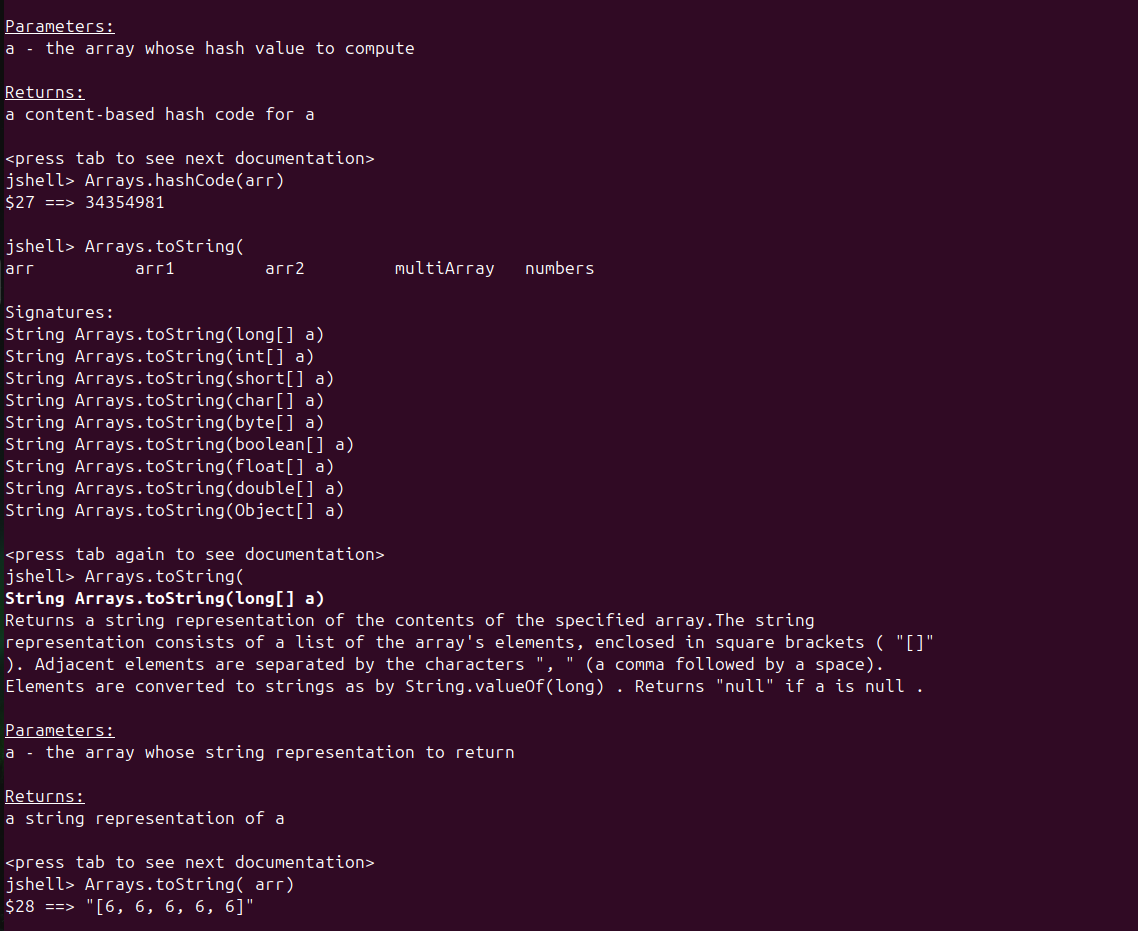 Parameters:
a - the array whose hash value to compute
Returns:
a content-based hash code for a
<press tab to see next documentation>
jshell> Arrays.hashCode(arr)
$27 ==> 34354981
jshell> Arrays.toString(
arr          arr1         arr2         multiArray   numbers
Signatures:
String Arrays.toString(long[] a)
String Arrays.toString(int[] a)
String Arrays.toString(short[] a)
String Arrays.toString(char[] a)
String Arrays.toString(byte[] a)
String Arrays.toString(boolean[] a)
String Arrays.toString(float[] a)
String Arrays.toString(double[] a)
String Arrays.toString(Object[] a)
<press tab again to see documentation>
jshell> Arrays.toString(
String Arrays.toString(long[] a)
Returns a string representation of the contents of the specified array.The string
representation consists of a list of the array's elements, enclosed in square brackets ( "[]"
). Adjacent elements are separated by the characters ", " (a comma followed by a space).
Elements are converted to strings as by String.valueOf(long) . Returns "null" if a is null .
Parameters:
a - the array whose string representation to return
Returns:
a string representation of a
<press tab to see next documentation>
jshell> Arrays.toString( arr)
$28 ==> "[6, 6, 6, 6, 6]"